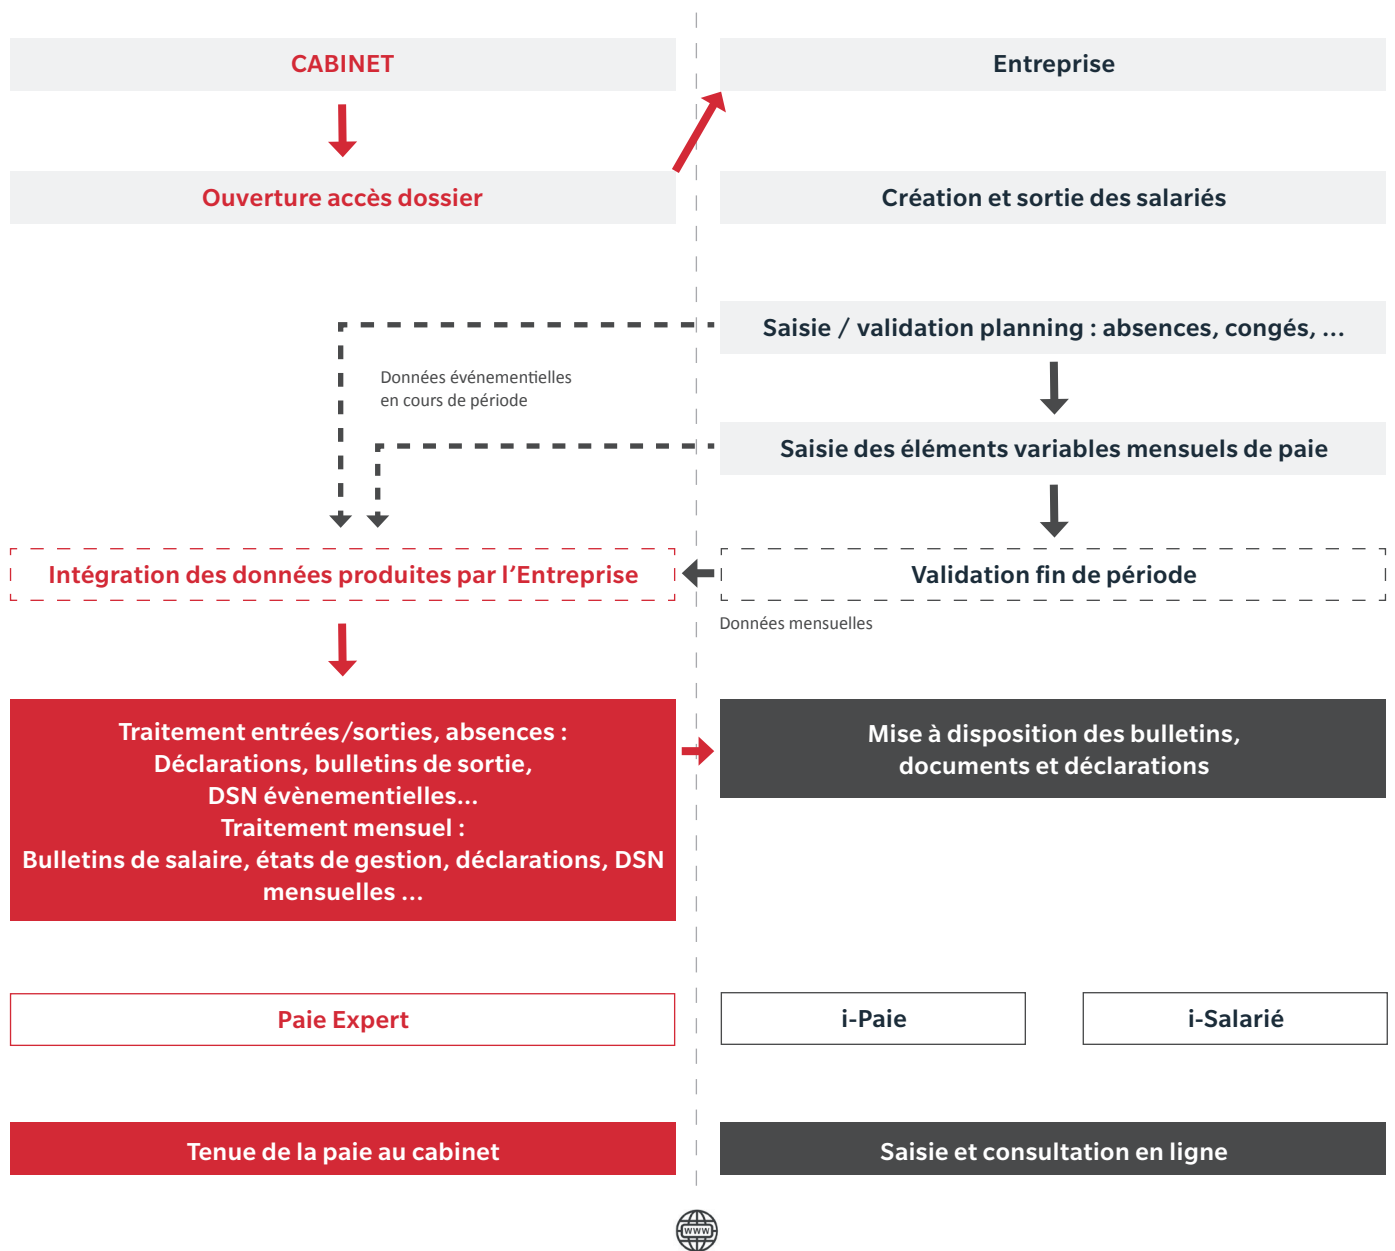 CABINET
Entreprise
Ouverture accès dossier
Création et sortie des salariés
Saisie / validation planning : absences, congés, ...
Données événementielles
en cours de période
Saisie des éléments variables mensuels de paie
Intégration des données produites par l’Entreprise
Validation fin de période
Données mensuelles
Traitement entrées/sorties, absences :
Déclarations, bulletins de sortie,
DSN évènementielles...
Traitement mensuel :
Bulletins de salaire, états de gestion, déclarations, DSN
mensuelles ...
Mise à disposition des bulletins,
documents et déclarations
Paie Expert
i-Paie
i-Salarié
Tenue de la paie au cabinet
Saisie et consultation en ligne
WWW